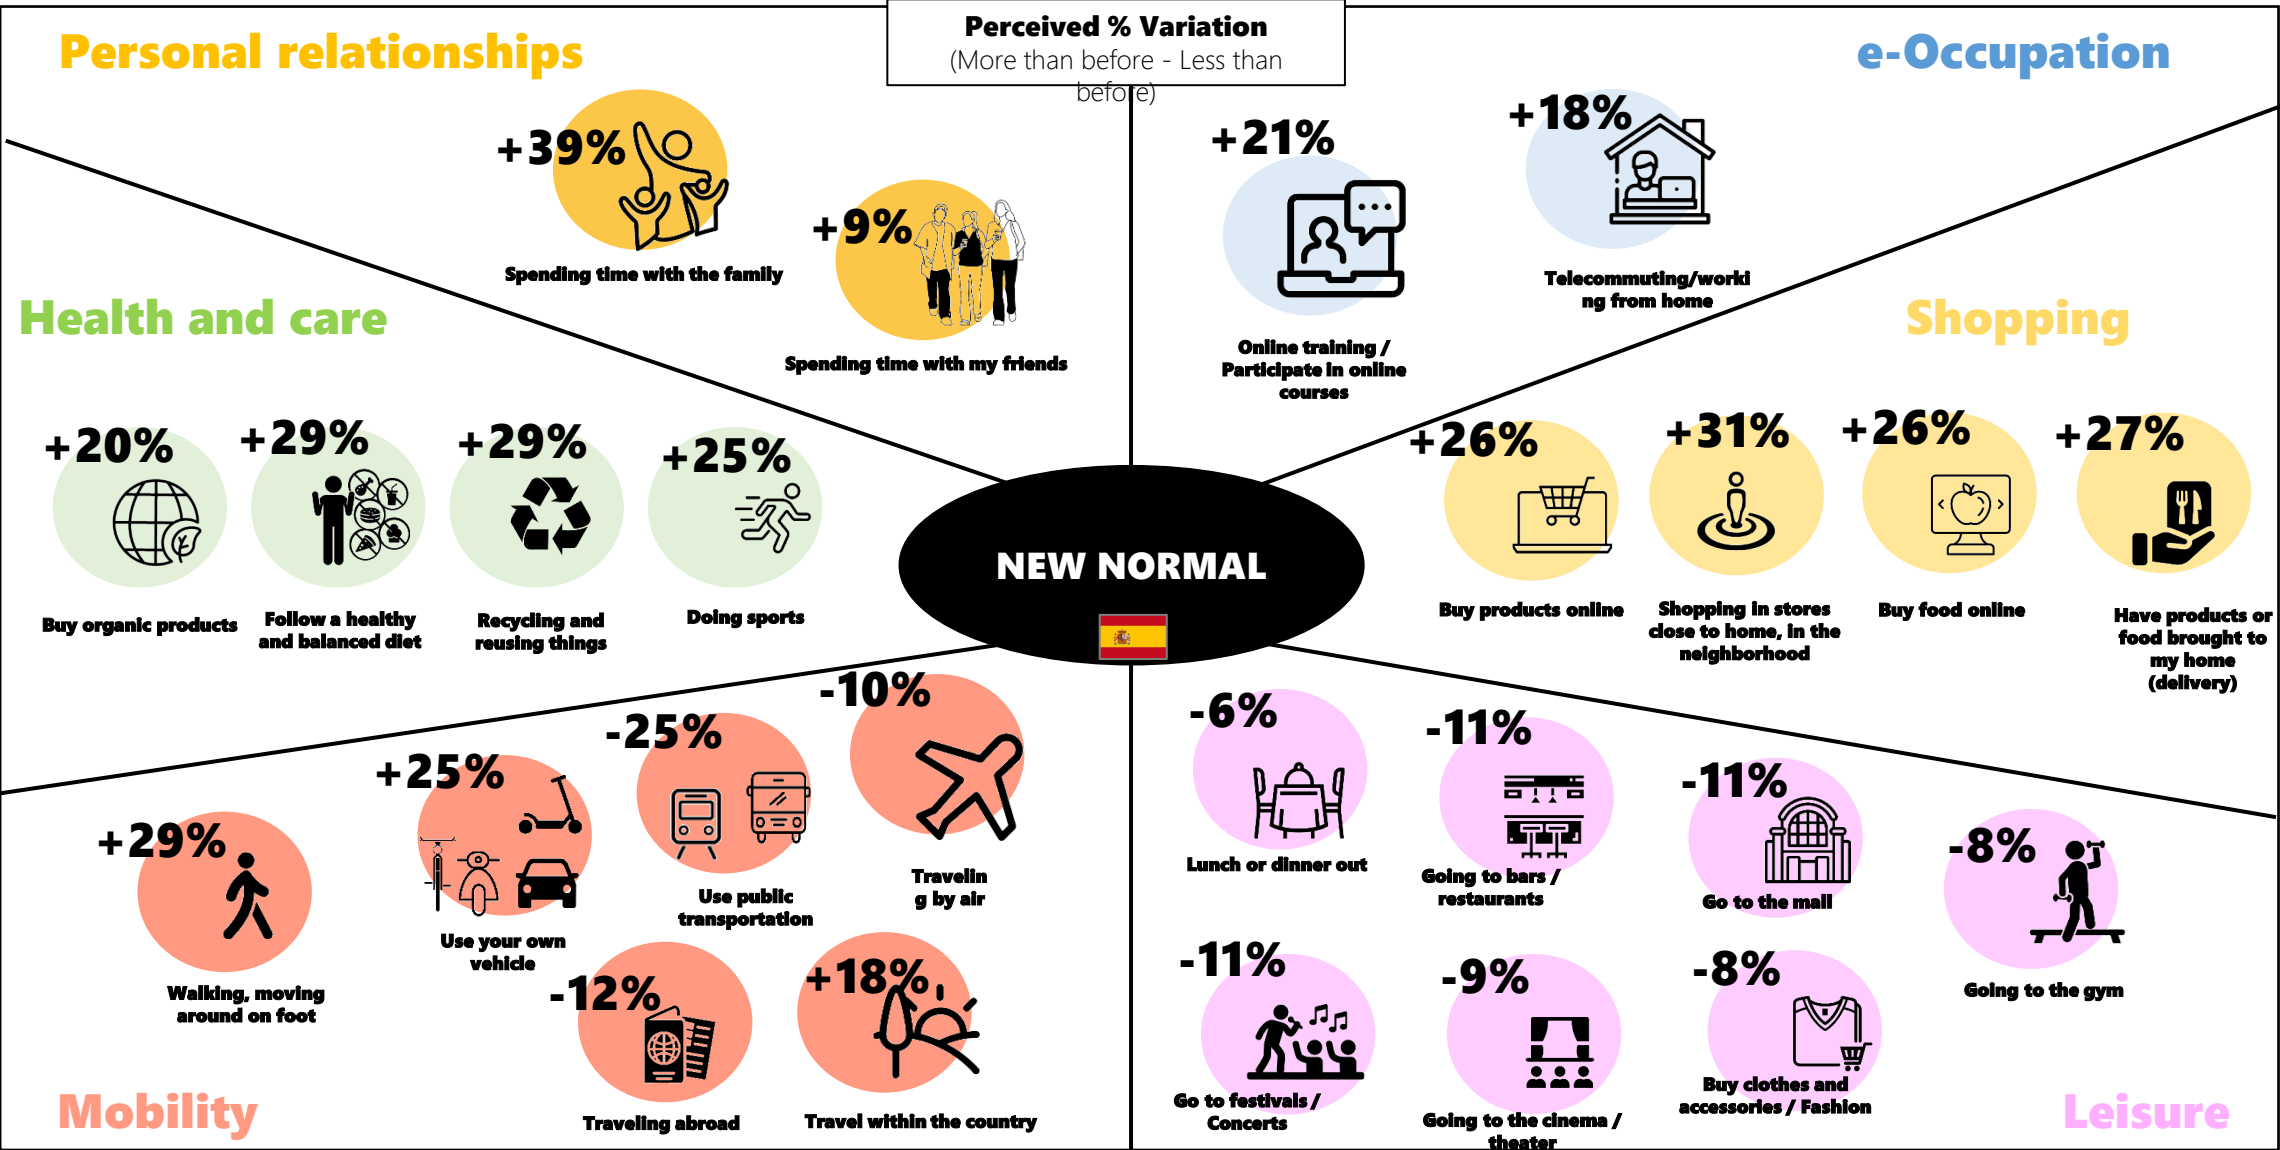 Perceived % Variation
(More than before - Less than
before)
Personal relationships
+39%
Spending time with the family
+9%
Spending time with my friends
e-Occupation
+21%
Online training /
Participate in online
courses
+18%
Telecommuting/worki
ng from home
Health and care
+20%
Buy organic products
+29%
Follow a healthy
and balanced diet
+29%
Recycling and
reusing things
+25%
Doing sports
NEW NORMAL
Shopping
+26%
Buy products online
+31%
Shopping in stores
close to home, in the
neighborhood
+26%
Buy food online
+27%
Have products or
food brought to
my home
(delivery)
Mobility
+29%
Walking, moving
around on foot
+25%
Use your own
vehicle
-25%
Use public
transportation
-10%
Travelin
g by air
-12%
Traveling abroad
+18%
Travel within the country
Leisure
-6%
Lunch or dinner out
-11%
Going to bars /
restaurants
-11%
Go to the mall
-8%
Going to the gym
-11%
Go to festivals /
Concerts
-9%
Going to the cinema /
theater
-8%
Buy clothes and
accessories / Fashion